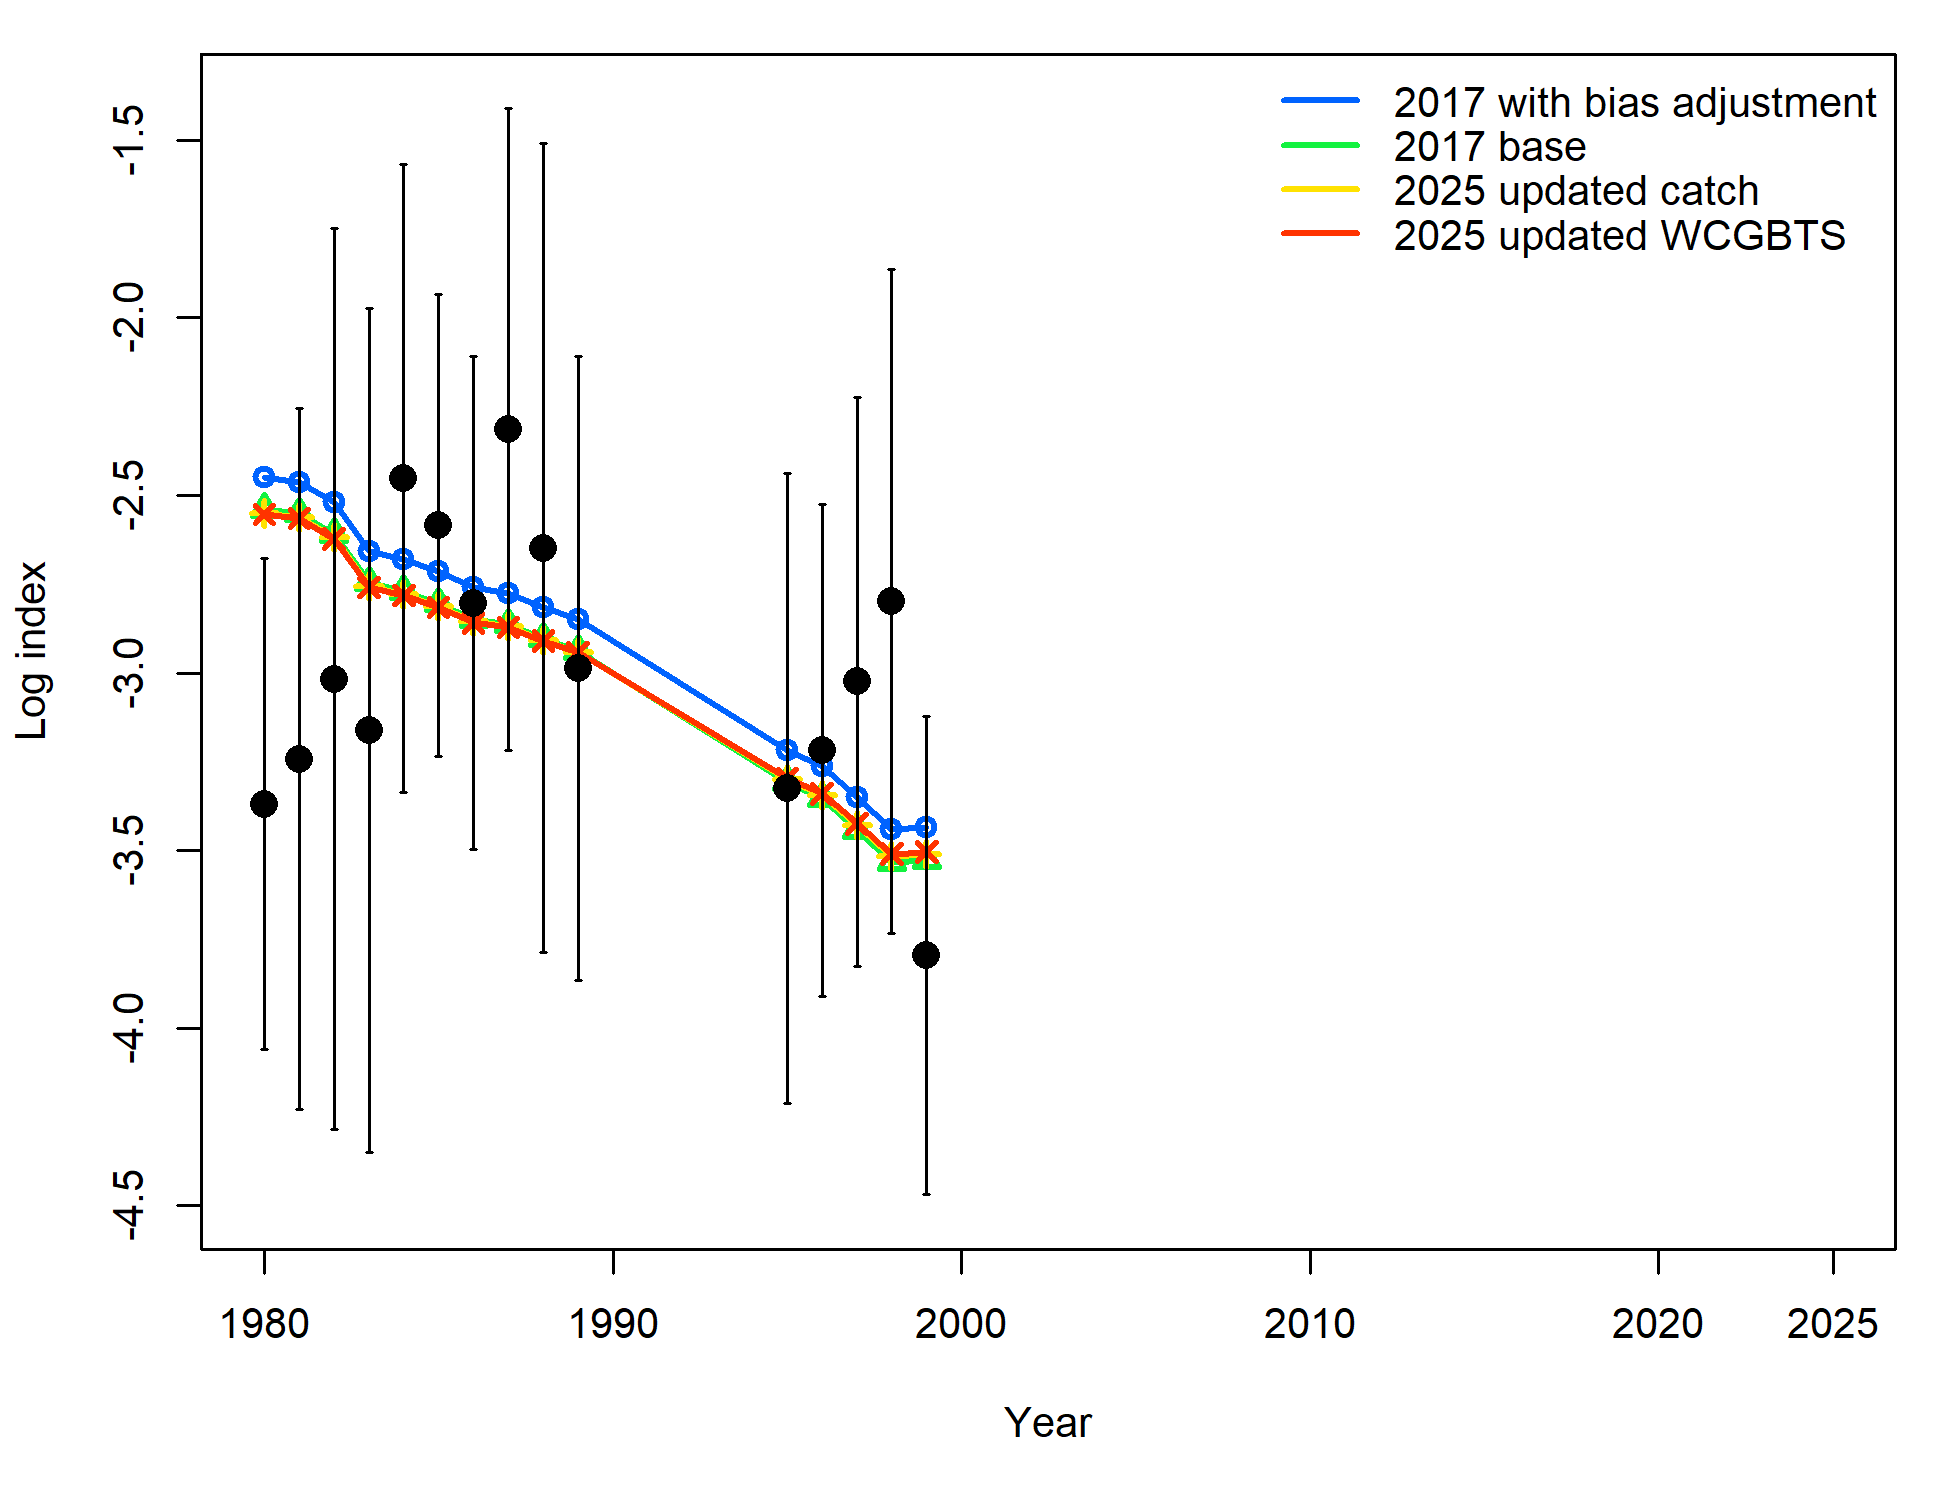 2017 with bias adjustment
2017 base
2025 updated catch
2025 updated WCGBTS
Log index
-1.5
-2.0
-2.5
-3.0
-3.5
-4.0
-4.5
1980 1990 2000 2010 2020 2025
Year